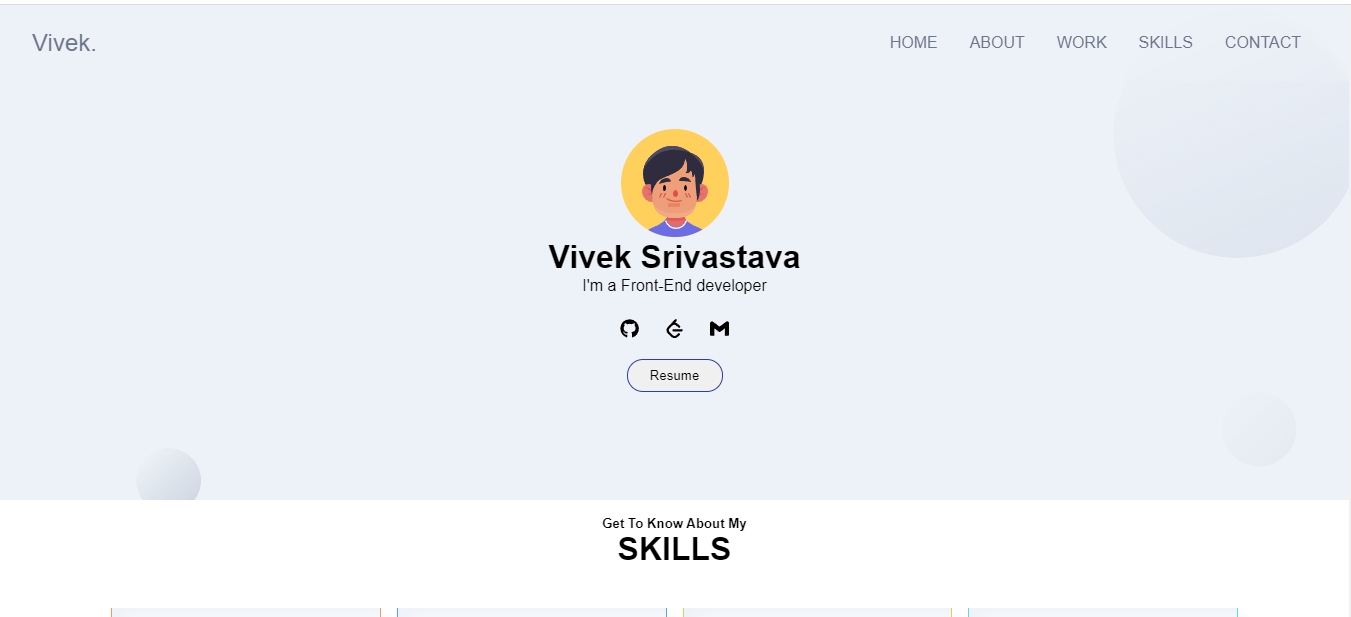 Vivek.
HOME ABOUT WORK SKILLS CONTACT
Vivek Srivastava
I'm a Front-End developer
Resume
Get To Know About My
SKILLS